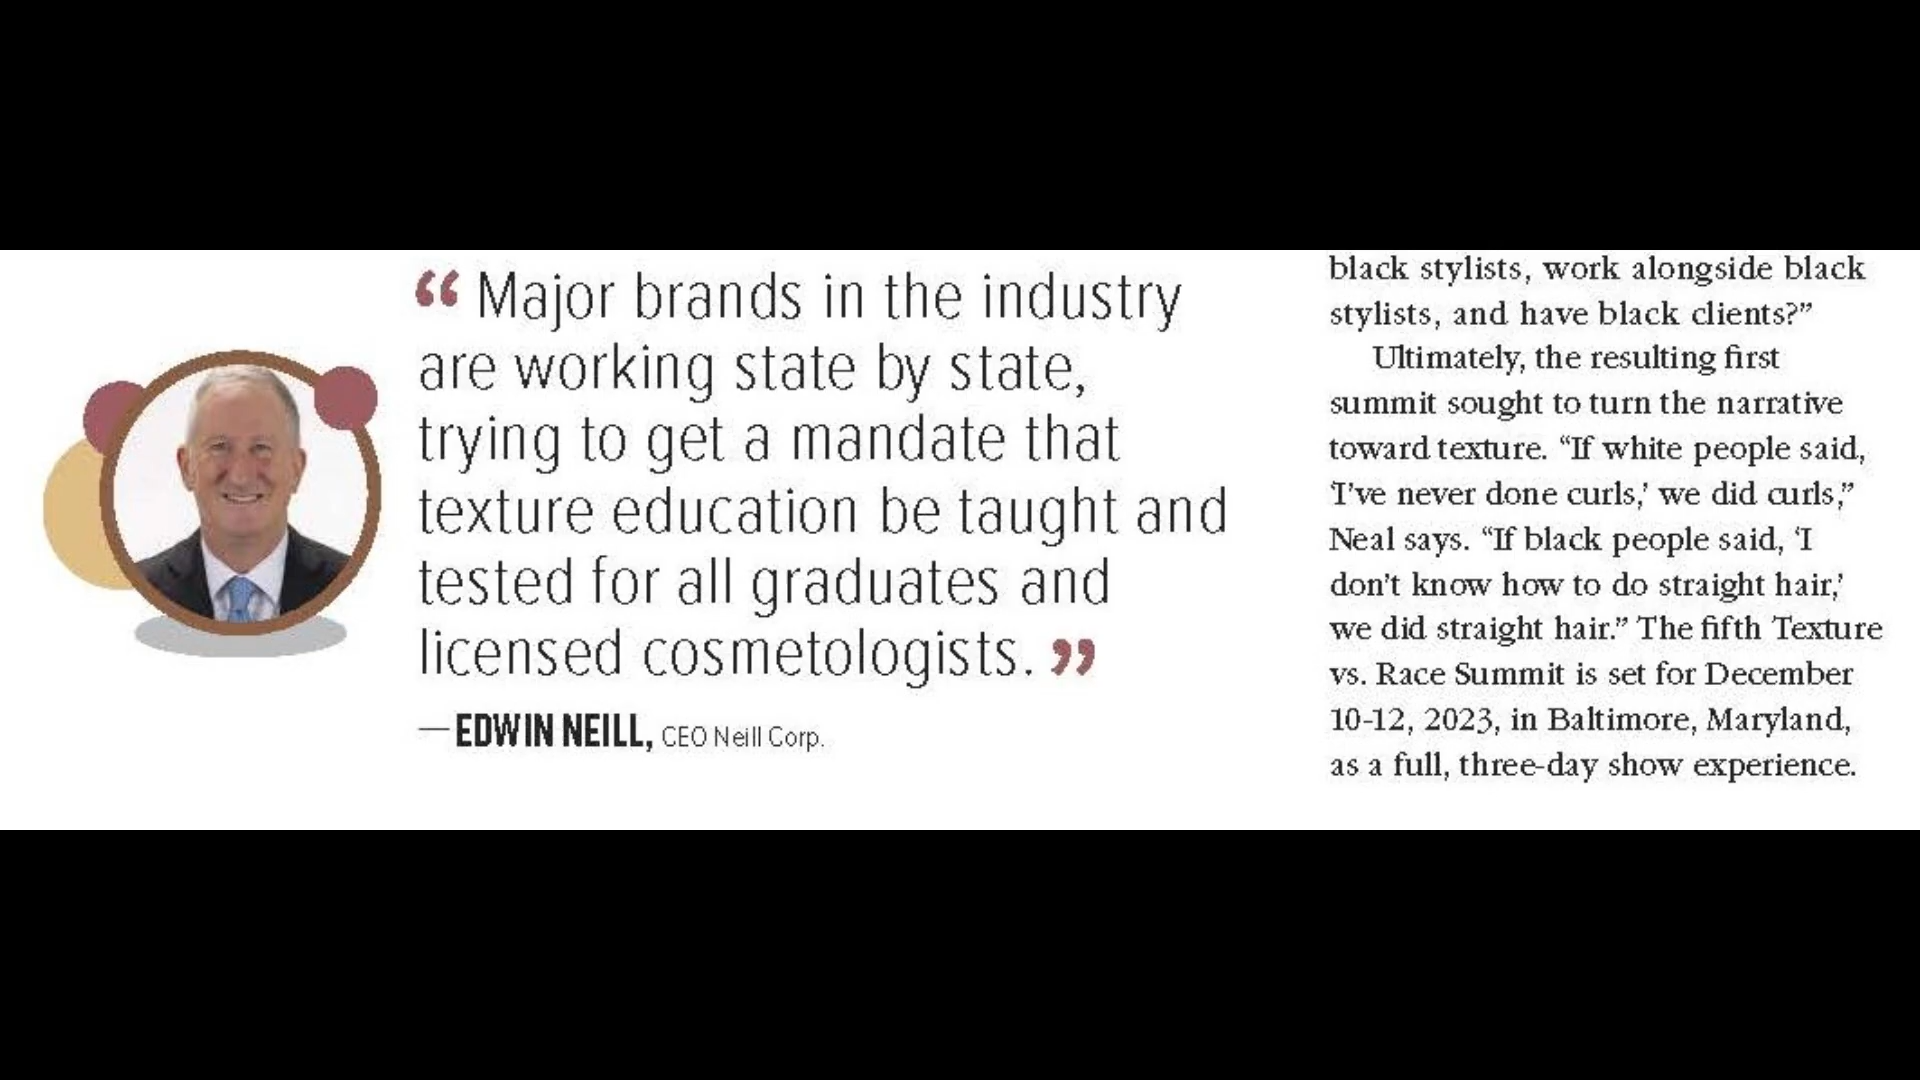 “ Major brands in the industry
are working state by state,
trying to get a mandate that
texture education be taught and
tested for all graduates and
licensed cosmetologists. ”
— EDWIN NEILL, CEO Neill Corp.
black stylists, work alongside black
stylists, and have black clients?”
Ultimately, the resulting first
summit sought to turn the narrative
toward texture. “If white people said,
‘I’ve never done curls,’ we did curls,”
Neal says. “If black people said, ‘I
don’t know how to do straight hair,’
we did straight hair.” The fifth Texture
vs. Race Summit is set for December
10-12, 2023, in Baltimore, Maryland,
as a full, three-day show experience.